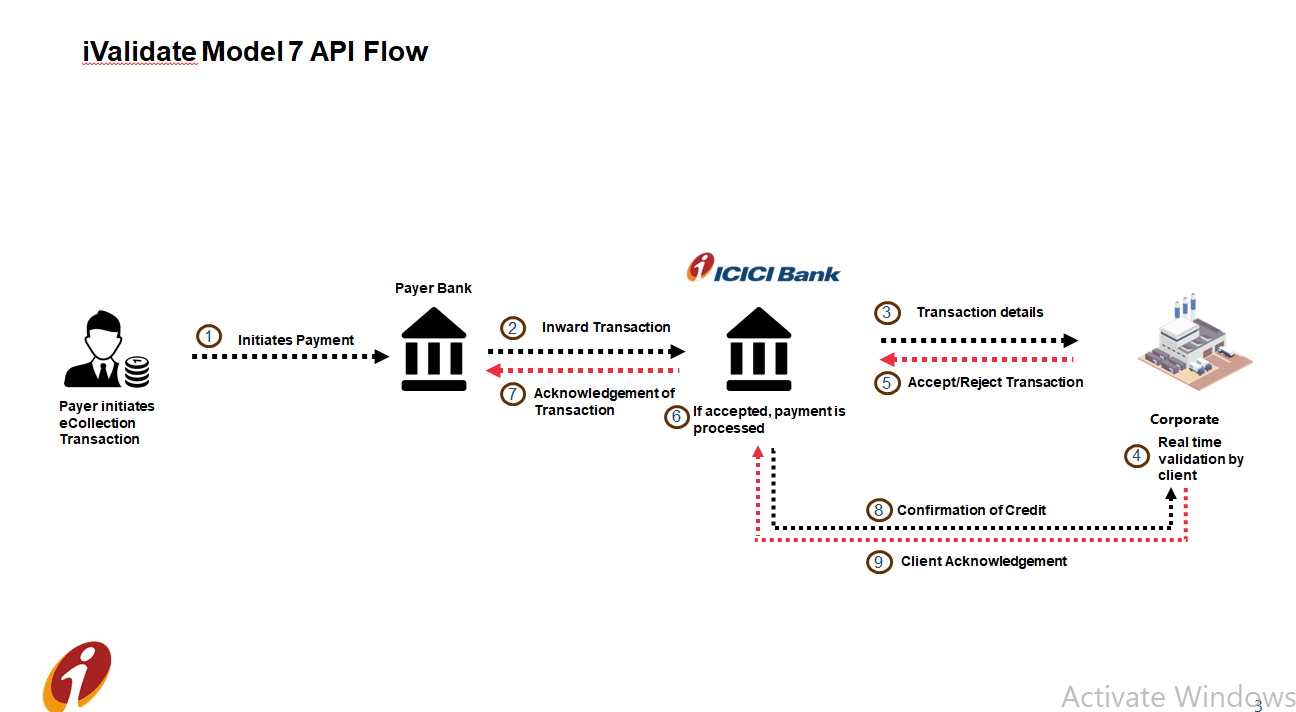 iValidate Model 7 API Flow
ICICI Bank
Payer Bank
1
Initiates Payment
2
Inward Transaction
3
Transaction details
7
Acknowledgement of
Transaction
5
Accept/Reject Transaction
Payer initiates
eCollection
Transaction
6
If accepted, payment is
processed
Corporate
4
Real time
validation by
client
8
Confirmation of Credit
9
Client Acknowledgement
Activate Windows
3